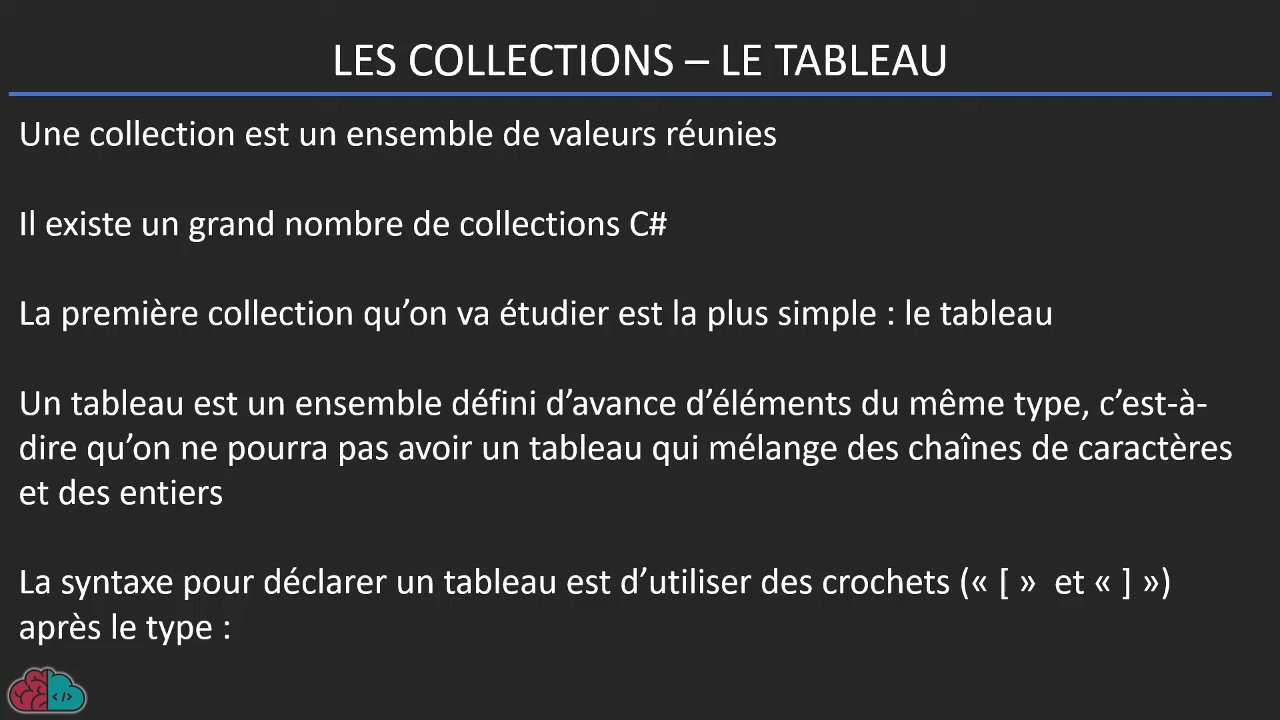 LES COLLECTIONS – LE TABLEAU
Une collection est un ensemble de valeurs réunies
Il existe un grand nombre de collections C#
La première collection qu’on va étudier est la plus simple : le tableau
Un tableau est un ensemble défini d’avance d’éléments du même type, c’est-à-
dire qu’on ne pourra pas avoir un tableau qui mélange des chaînes de caractères
et des entiers
La syntaxe pour déclarer un tableau est d’utiliser des crochets (« [ »  et « ] »)
après le type :
</>